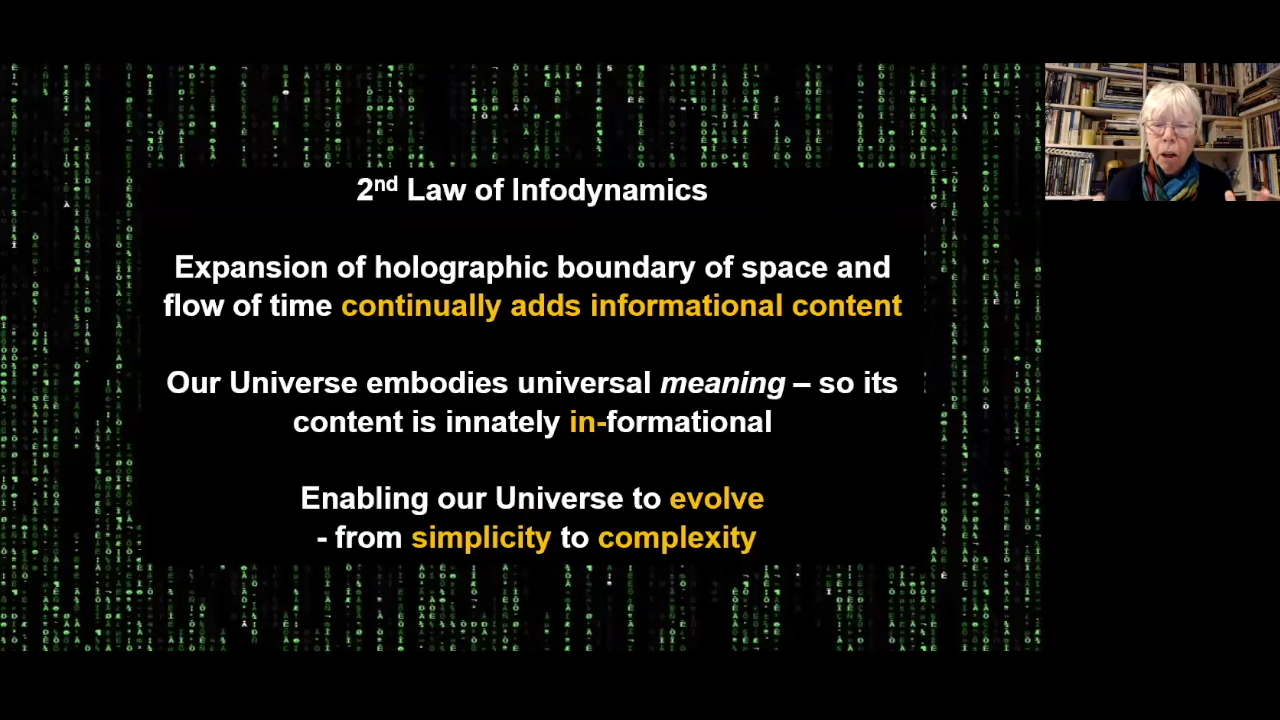 2nd Law of Infodynamics
Expansion of holographic boundary of space and
flow of time continually adds informational content
Our Universe embodies universal meaning – so its
content is innately in-formational
Enabling our Universe to evolve
- from simplicity to complexity